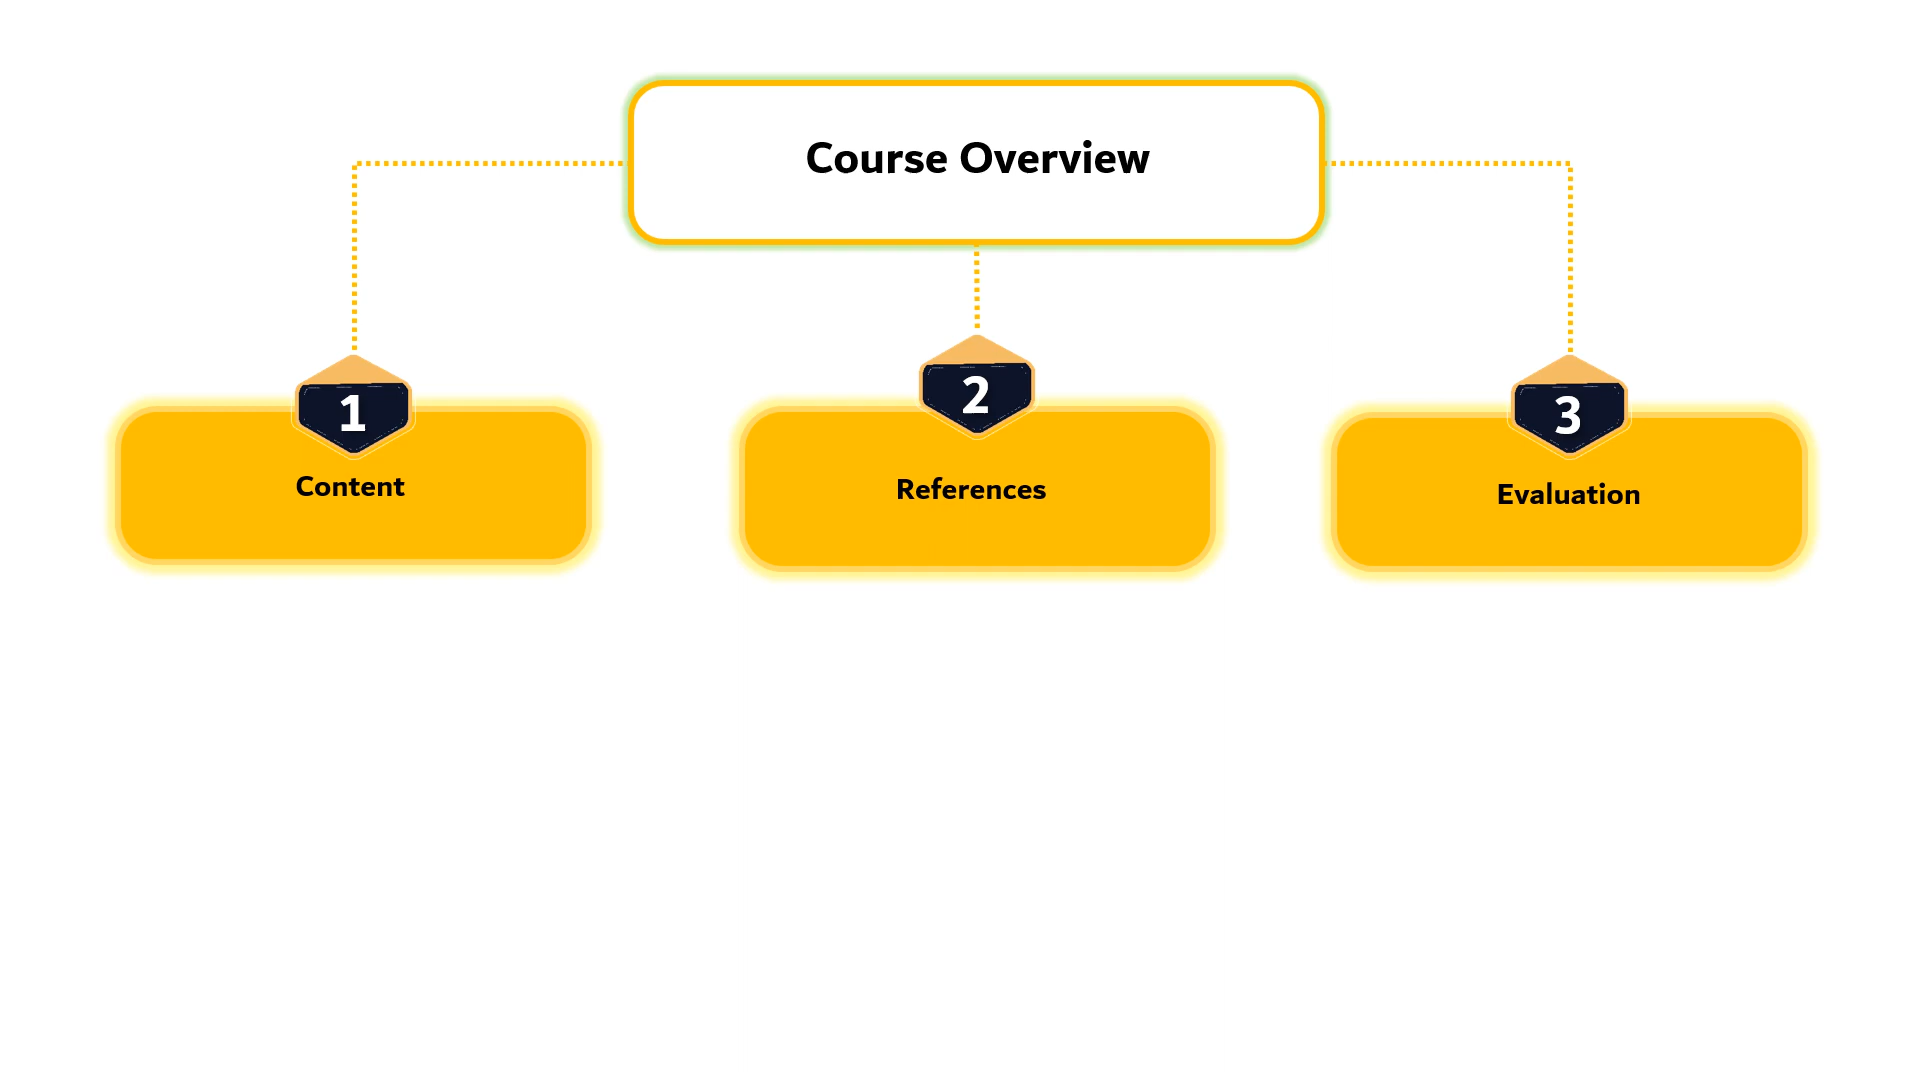 Course Overview
1
Content
2
References
3
Evaluation